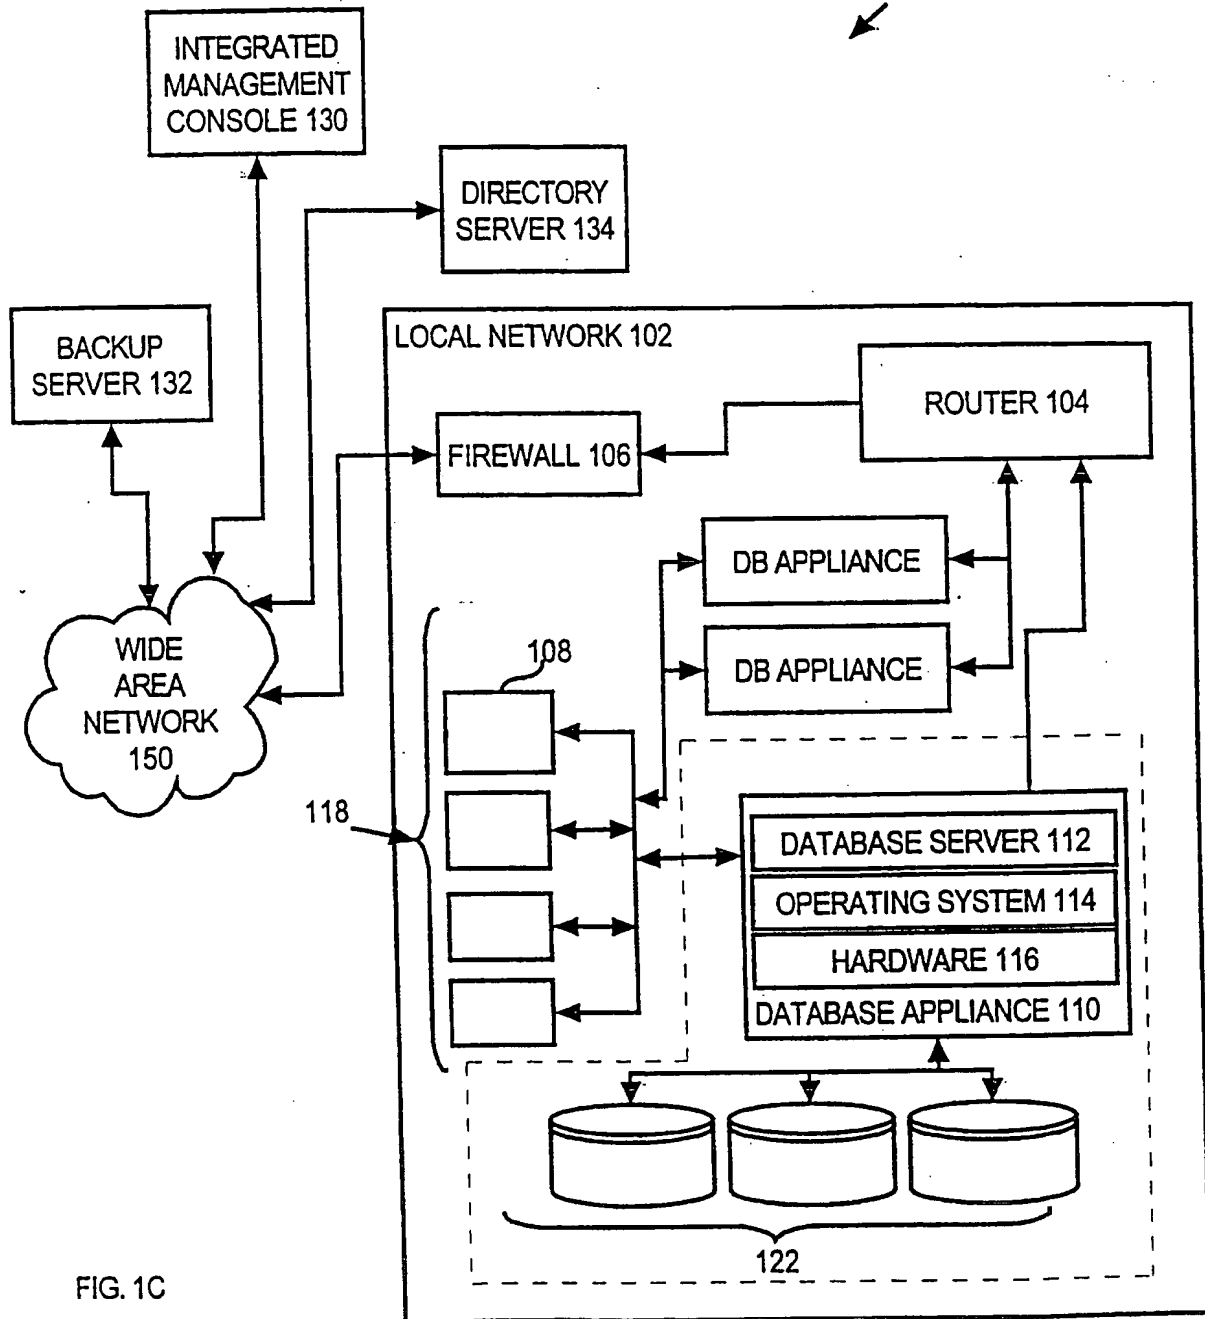 INTEGRATED
MANAGEMENT
CONSOLE 130
DIRECTORY
SERVER 134
BACKUP
SERVER 132
LOCAL NETWORK 102
ROUTER 104
FIREWALL 106
DB APPLIANCE
DB APPLIANCE
WIDE
AREA
NETWORK
150
108
118
DATABASE SERVER 112
OPERATING SYSTEM 114
HARDWARE 116
DATABASE APPLIANCE 110
122
FIG. 1C